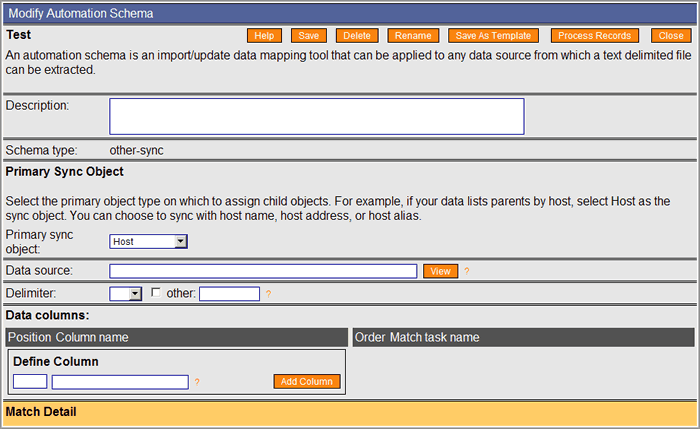 Modify Automation Schema
Test Help Save Delete Rename Save As Template Process Records Close
An automation schema is an import/update data mapping tool that can be applied to any data source from which a text delimited file
can be extracted.
Description:
Schema type: other-sync
Primary Sync Object
Select the primary object type on which to assign child objects. For example, if your data lists parents by host, select Host as the
sync object. You can choose to sync with host name, host address, or host alias.
Primary sync
object: Host
Data source: View ?
Delimiter: other: ?
Data columns:
Position Column name Order Match task name
Define Column
? Add Column
Match Detail